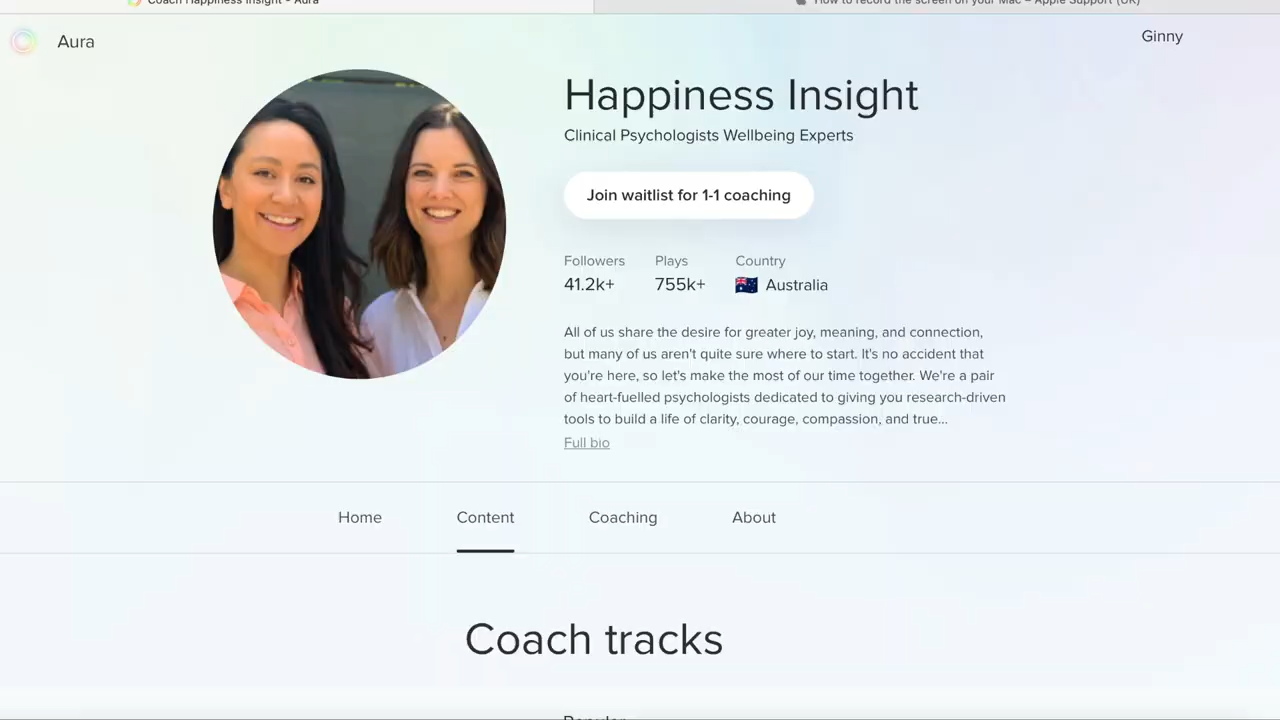 Coach Happiness Insight - Aura
How to record the screen on your Mac – Apple Support (UK)
Aura
Ginny
Happiness Insight
Clinical Psychologists Wellbeing Experts
Join waitlist for 1-1 coaching
Followers Plays Country
41.2k+ 755k+ Australia
All of us share the desire for greater joy, meaning, and connection,
but many of us aren't quite sure where to start. It's no accident that
you're here, so let's make the most of our time together. We're a pair
of heart-fuelled psychologists dedicated to giving you research-driven
tools to build a life of clarity, courage, compassion, and true...
Full bio
Home Content Coaching About
Coach tracks